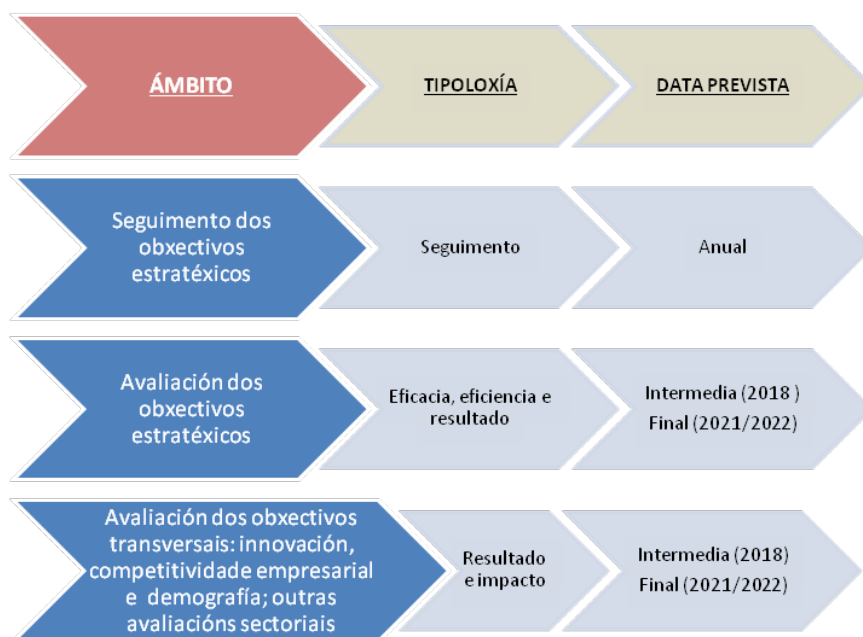 ÁMBITO
TIPOLOXÍA
DATA PREVISTA
Seguimento dos
obxectivos
estratéxicos
Seguimento
Anual
Avaliación dos
obxectivos
estratéxicos
Eficacia, eficiencia e
resultado
Intermedia (2018 )
Final (2021/2022)
Avaliación dos obxectivos
transversais: innovación,
competitividade empresarial
e demografía; outras
avaliacións sectoriais
Resultado
e impacto
Intermedia (2018)
Final (2021/2022)